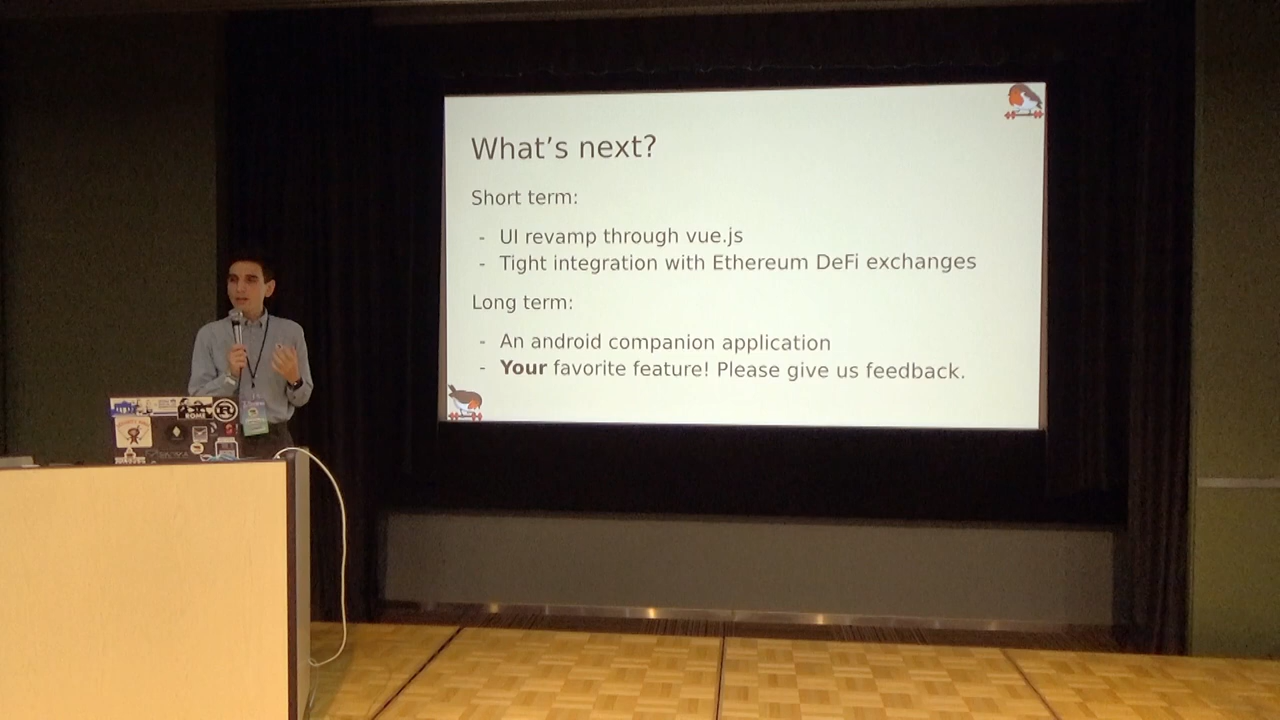 What's next?
Short term:
- UI revamp through vue.js
- Tight integration with Ethereum DeFi exchanges
Long term:
- An android companion application
- Your favorite feature! Please give us feedback.
ROME